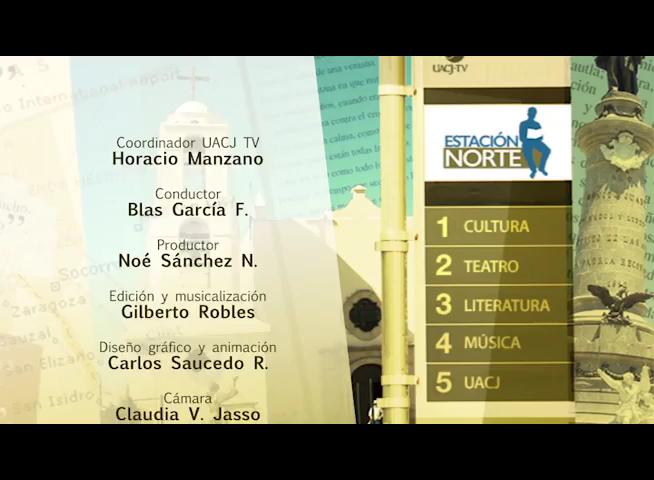 Coordinador UACJ TV
Horacio Manzano
Conductor
Blas García F.
Productor
Noé Sánchez N.
Edición y musicalización
Gilberto Robles
Diseño gráfico y animación
Carlos Saucedo R.
Cámara
Claudia V. Jasso
UACJ-TV
ESTACIÓN
NORTE
1 CULTURA
2 TEATRO
3 LITERATURA
4 MÚSICA
5 UACJ
Socorro
Zaragoza
San Elizario
San Isidro